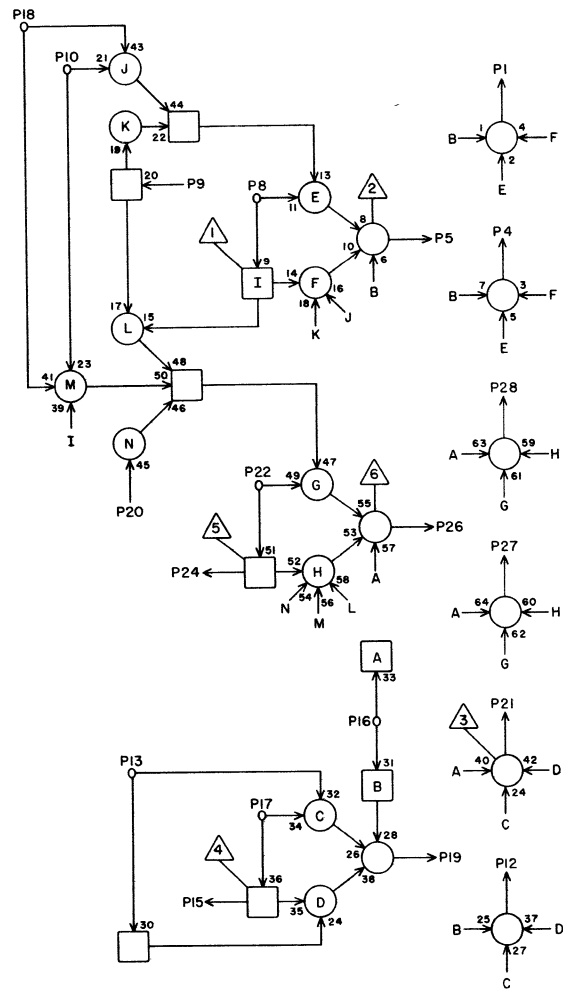 P18
43
P10
21
J
44
K
22
19
20
P9
P8
13
11
E
2
8
10
6
P5
B
1
9
I
14
F
16
18
J
K
17
15
L
48
23
41
M
50
39
46
I
N
45
P20
P22
47
49
G
6
55
53
57
P26
A
5
51
52
P24
H
58
54
56
N
M
L
A
33
P16
31
B
P13
32
P17
34
C
28
26
38
P19
4
36
P15
35
D
24
30
P1
1
4
B
F
2
E
P4
7
3
B
F
5
E
P28
63
59
A
H
61
G
P27
64
60
A
H
62
G
P21
3
40
42
A
D
24
C
P12
25
37
B
D
27
C